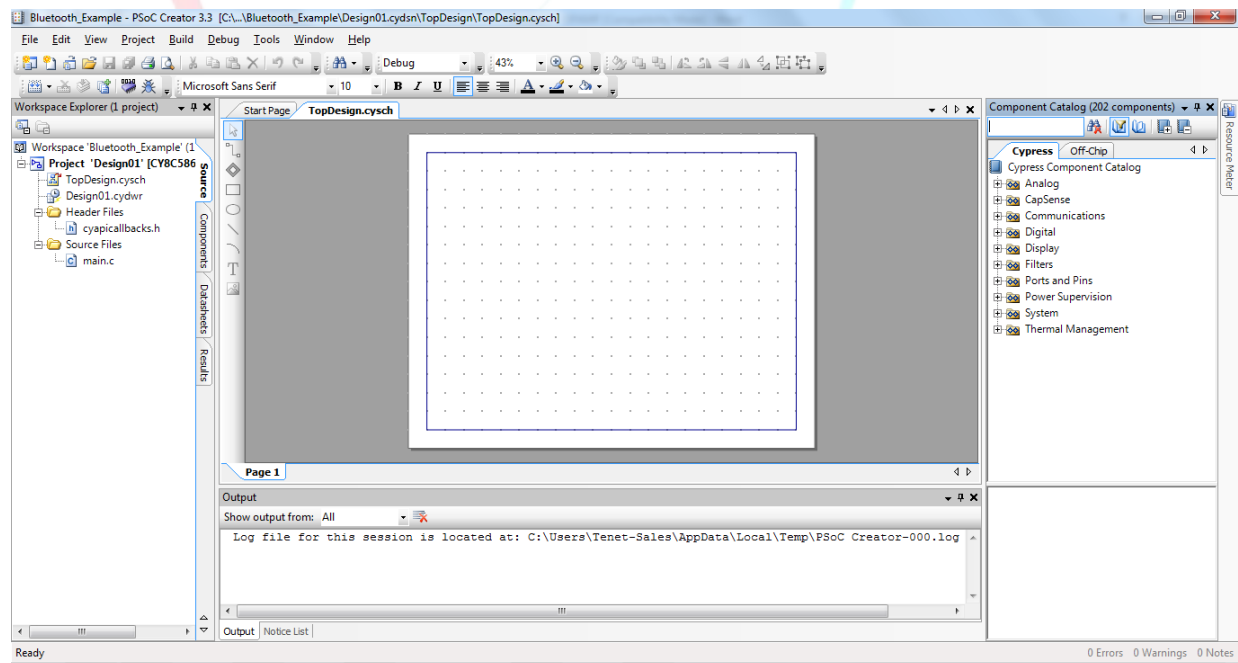 Bluetooth_Example - PSoC Creator 3.3 [C:\...\Bluetooth_Example\Design01.cydsn\TopDesign\TopDesign.cysch]
File Edit View Project Build Debug Tools Window Help
Debug 43%
Microsoft Sans Serif 10 B I U A
Workspace Explorer (1 project)
Workspace 'Bluetooth_Example' (1
Project 'Design01' [CY8C586
TopDesign.cysch
Design01.cydwr
Header Files
h cyapicallbacks.h
Source Files
c main.c
Source
Components
Datasheets
Results
Start Page TopDesign.cysch
T
Page 1
Output
Show output from: All
Log file for this session is located at: C:\Users\Tenet-Sales\AppData\Local\Temp\PSoC Creator-000.log
Output Notice List
Component Catalog (202 components)
Cypress Off-Chip
Cypress Component Catalog
Analog
CapSense
Communications
Digital
Display
Filters
Ports and Pins
Power Supervision
System
Thermal Management
Resource Meter
Ready 0 Errors 0 Warnings 0 Notes